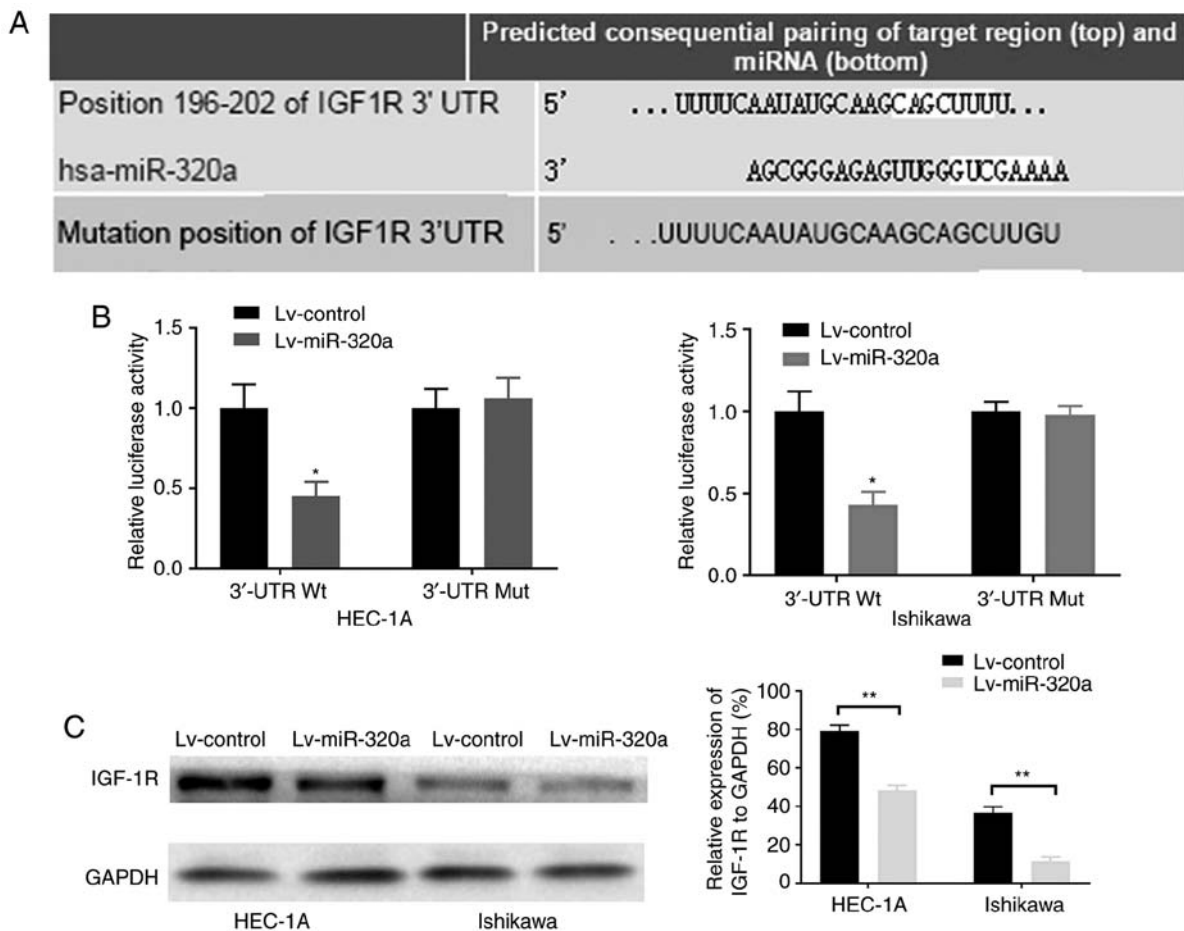 A
Predicted consequential pairing of target region (top) and
miRNA (bottom)
Position 196-202 of IGF1R 3' UTR 5' ...UUUUCAAUAUGCAAGCAGCUUUU...
hsa-miR-320a 3' AGCGGGAGAGUUGGGUCGAAAA
Mutation position of IGF1R 3'UTR 5' . ..UUUUCAAUAUGCAAGCAGCUUGU
B
Lv-control
Lv-miR-320a
Relative luciferase activity
1.5
1.0
0.5
0.0
*
3′-UTR Wt 3′-UTR Mut
HEC-1A
Lv-control
Lv-miR-320a
Relative luciferase activity
1.5
1.0
0.5
0.0
*
3′-UTR Wt 3′-UTR Mut
Ishikawa
C
Lv-control Lv-miR-320a Lv-control Lv-miR-320a
IGF-1R
GAPDH
HEC-1A Ishikawa
Lv-control
Lv-miR-320a
Relative expression of
IGF-1R to GAPDH (%)
100
80
60
40
20
0
**
**
HEC-1A Ishikawa